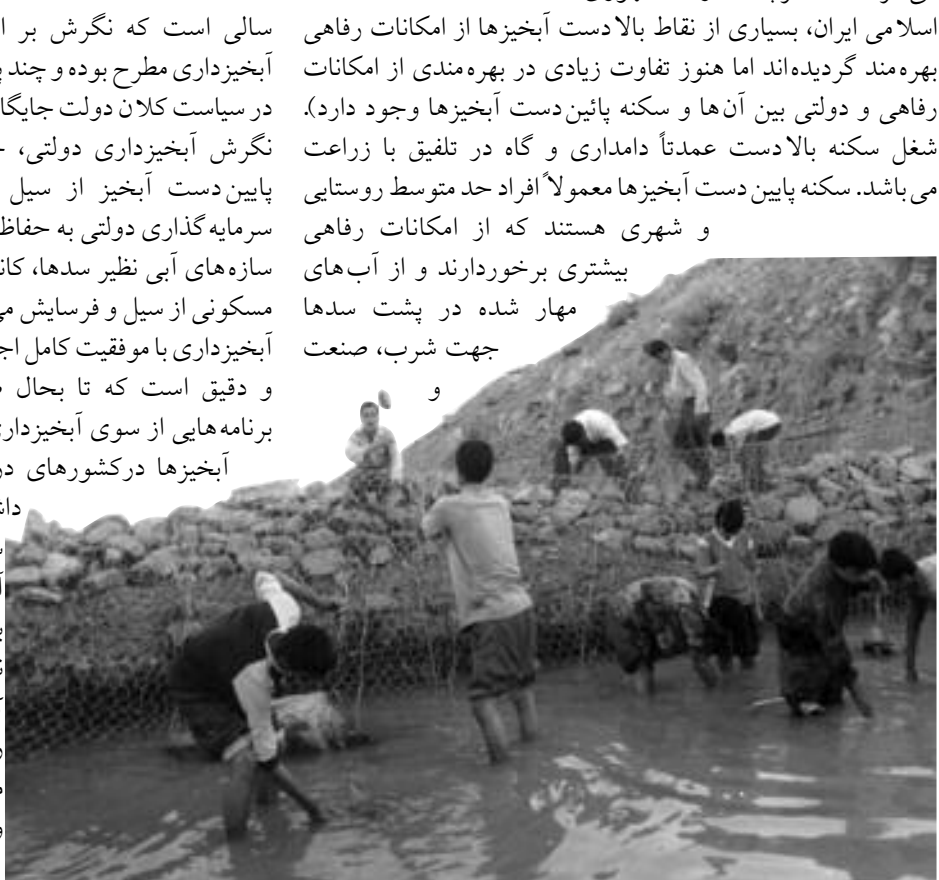 اسلامی ایران، بسیاری از نقاط بالادست آبخیزها از امکانات رفاهی
بهره‌مند گردیده‌اند اما هنوز تفاوت زیادی در بهره‌مندی از امکانات
رفاهی و دولتی بین آن‌ها و سکنه پائین‌دست آبخیزها وجود دارد).
شغل سکنه بالادست عمدتاً دامداری و گاه در تلفیق با زراعت
می‌باشد. سکنه پایین‌دست آبخیزها معمولاً افراد حد متوسط روستایی
و شهری هستند که از امکانات رفاهی
بیشتری برخوردارند و از آب‌های
مهار شده در پشت سدها
جهت شرب، صنعت
و
سالی است که نگرش بر
آبخیزداری مطرح بوده و چند
در سیاست کلان دولت
نگرش آبخیزداری دولتی،
پایین‌دست آبخیز از سیل
سرمایه‌گذاری دولتی به
سازه‌های آبی نظیر سدها،
مسکونی از سیل و فرسایش
آبخیزداری با موفقیت کامل
و دقیق است که تا بحال
برنامه‌هایی از سوی
آبخیزها درکشورهای